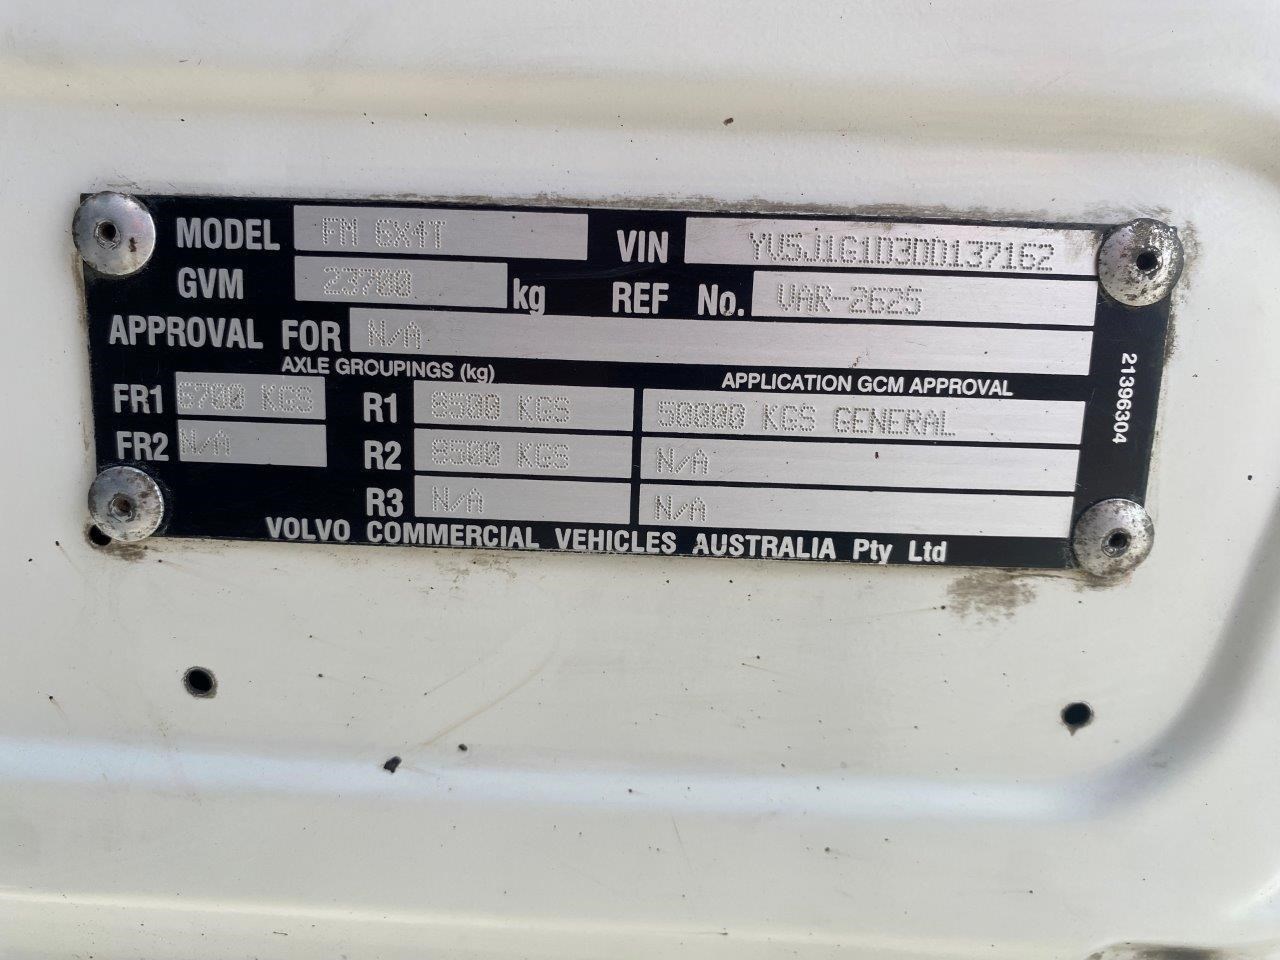 MODEL FM 6X4T VIN YV5J1G1D3DD137162
GVM 23700 kg REF No. VAR-2625
APPROVAL FOR N/A
AXLE GROUPINGS (kg) APPLICATION GCM APPROVAL
FR1 6700 KGS R1 8500 KGS 50000 KGS GENERAL
FR2 N/A R2 8500 KGS N/A
R3 N/A N/A
VOLVO COMMERCIAL VEHICLES AUSTRALIA Pty Ltd
21396304